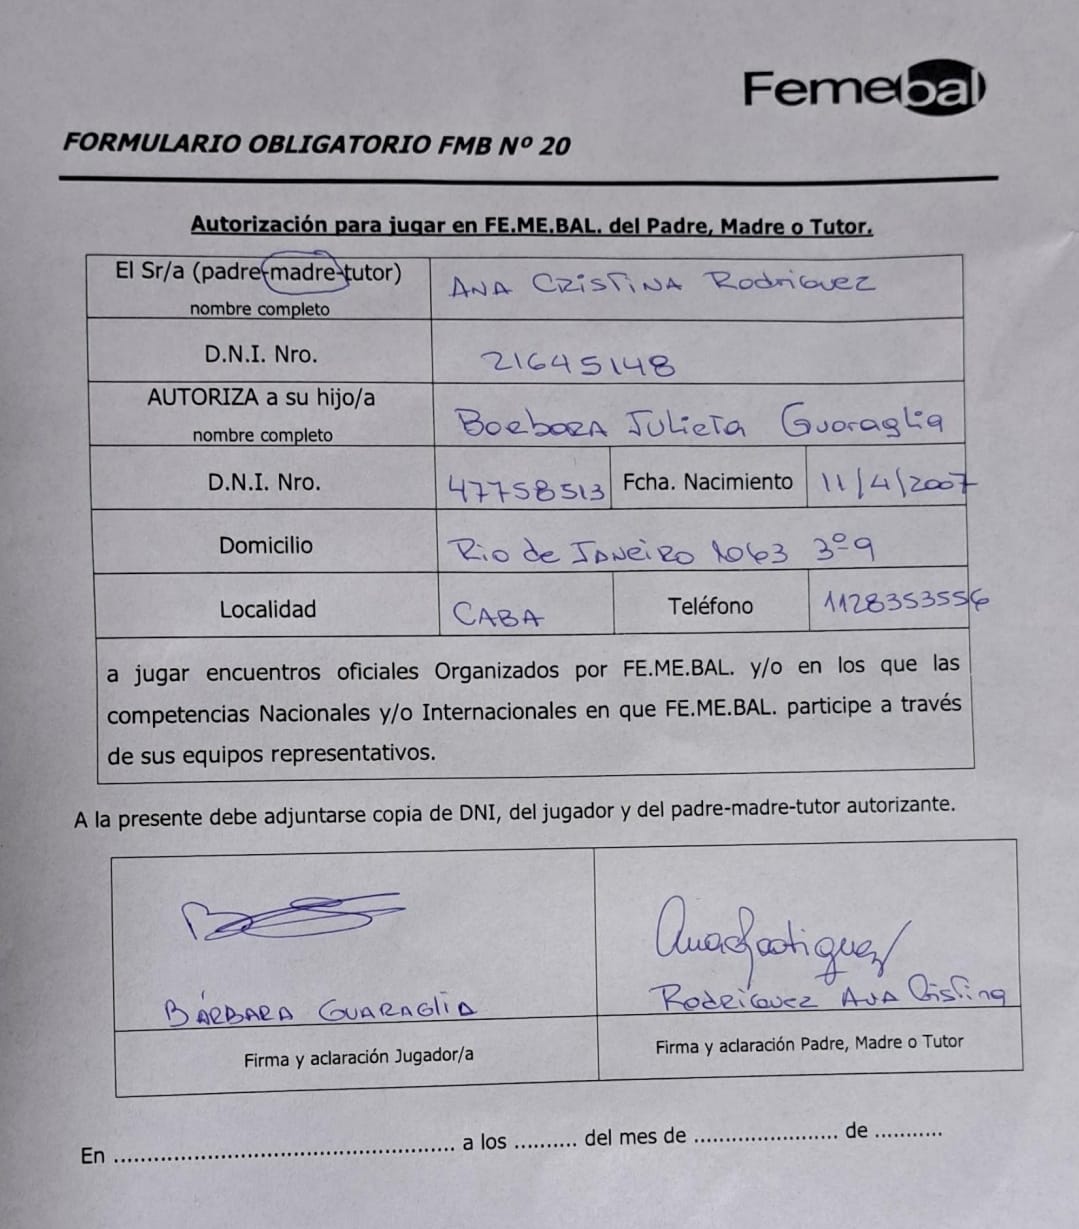 Femebal
FORMULARIO OBLIGATORIO FMB Nº 20
Autorización para jugar en FE.ME.BAL. del Padre, Madre o Tutor.
El Sr/a (padre-madre-tutor)
nombre completo
ANA CRISTINA Rodriguez
D.N.I. Nro.
21645148
AUTORIZA a su hijo/a
nombre completo
JULIETA Guaraglia
D.N.I. Nro.
47758513
Fcha. Nacimiento
11/4/2007
Domicilio
Rio de JANEIRO 1063 3º9
Localidad
CABA
Teléfono
1128353556
a jugar encuentros oficiales Organizados por FE.ME.BAL. y/o en los que las
competencias Nacionales y/o Internacionales en que FE.ME.BAL. participe a través
de sus equipos representativos.
A la presente debe adjuntarse copia de DNI, del jugador y del padre-madre-tutor autorizante.
BÁRBARA GUARAGLIA
Firma y aclaración Jugador/a
Rodriguez ANA Cristina
Firma y aclaración Padre, Madre o Tutor
En .................................................... a los .......... del mes de ...................... de ...........